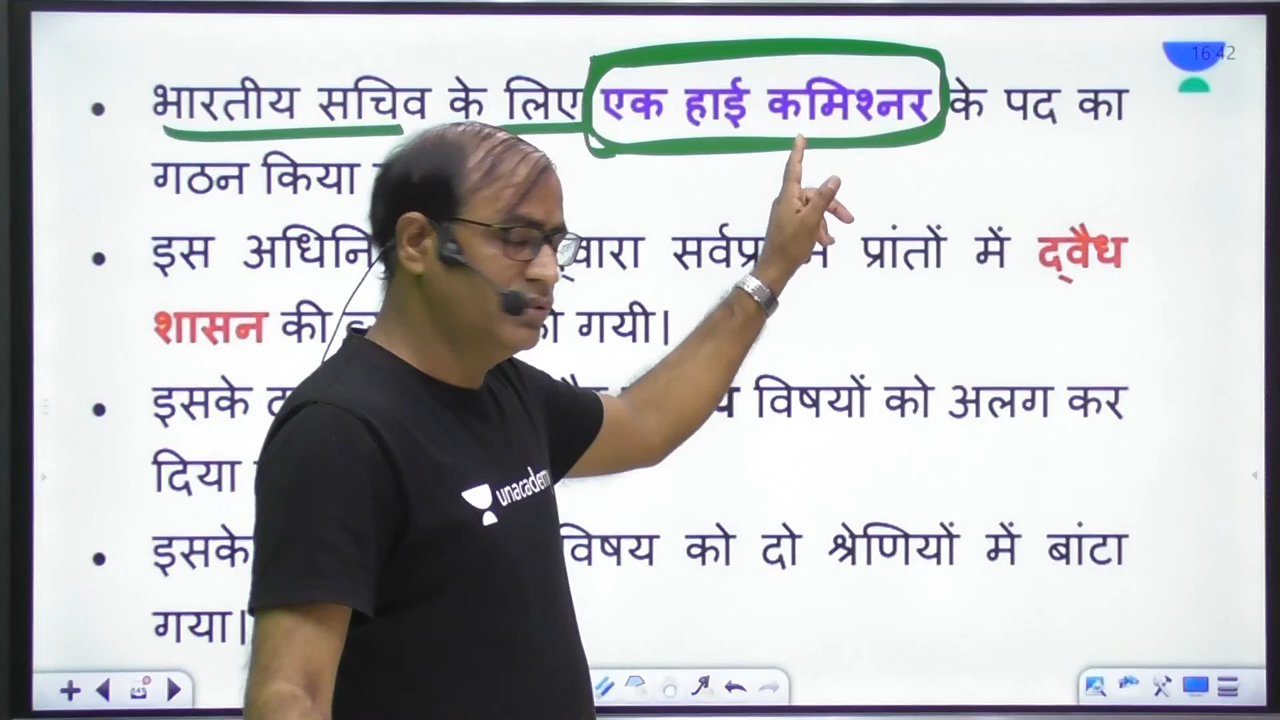 16:42
भारतीय सचिव के लिए एक हाई कमिश्नर के पद का
गठन किया
इस अधिनि द्वारा सर्वप्र प्रांतों में द्वैध
शासन की गयी।
इसके विषयों को अलग कर
दिया
इसके विषय को दो श्रेणियों में बांटा
गया।
unacademy